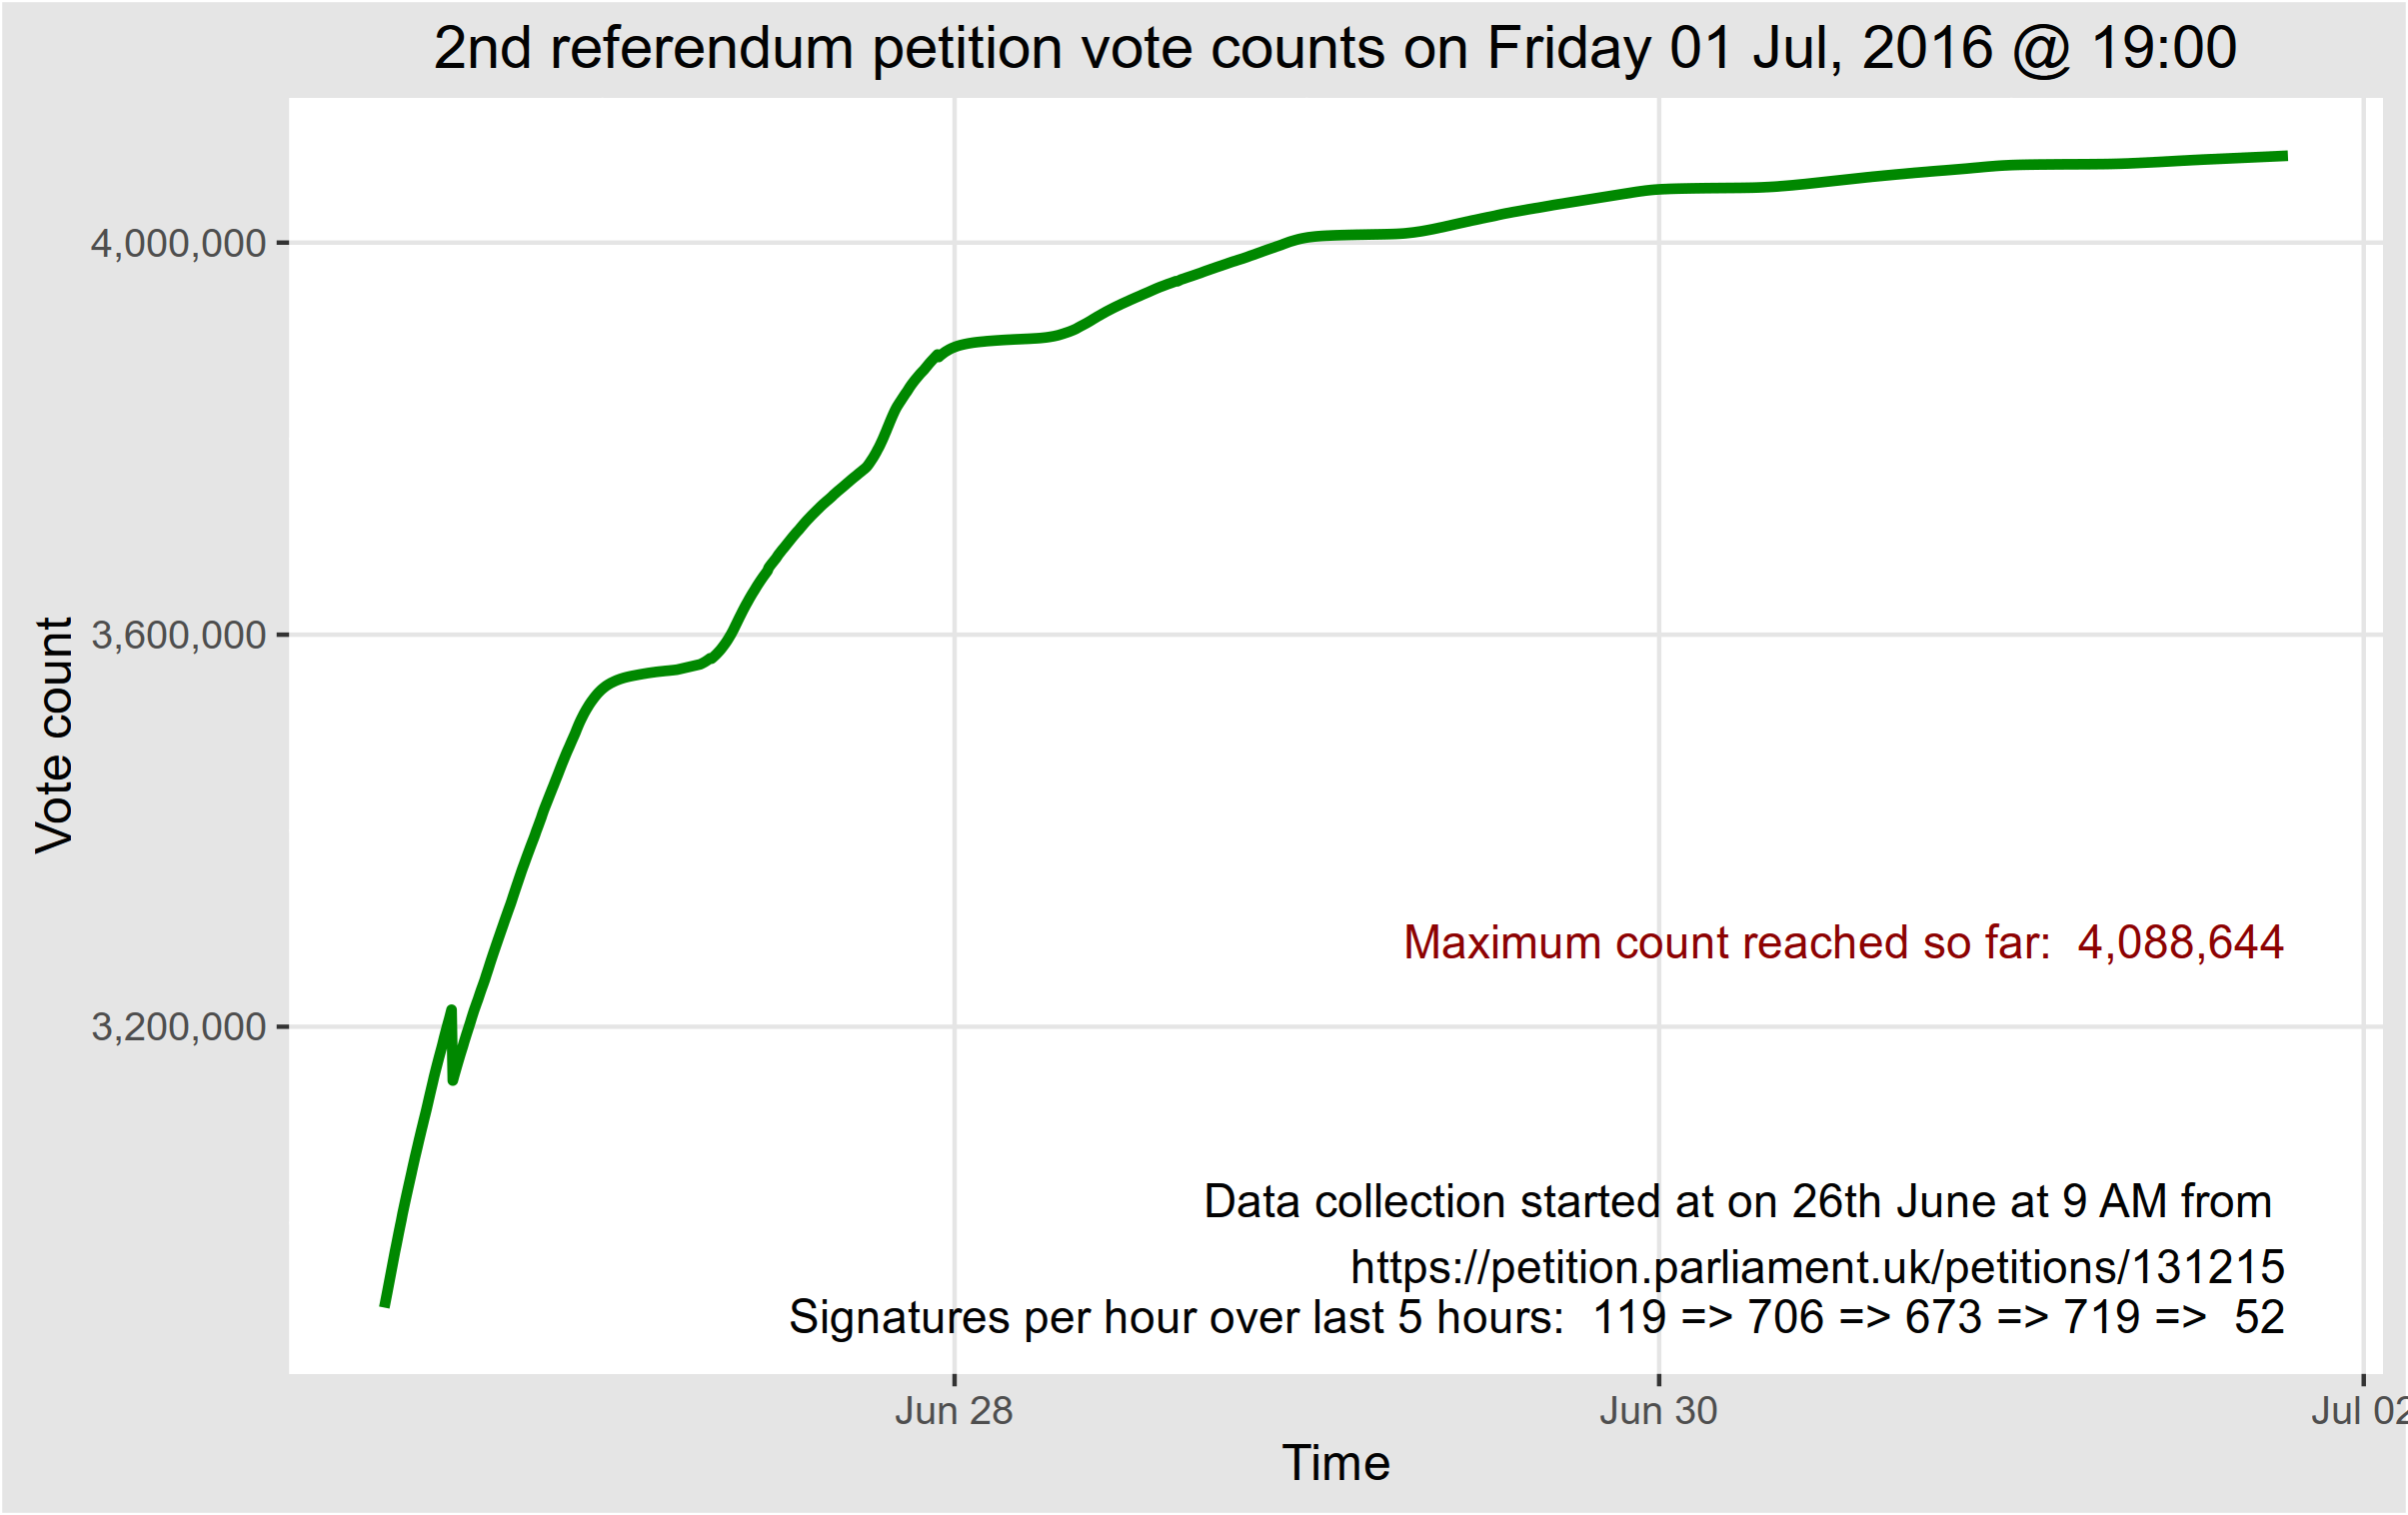 2nd referendum petition vote counts on Friday 01 Jul, 2016 @ 19:00
Vote count
4,000,000
3,600,000
3,200,000
Maximum count reached so far:  4,088,644
Data collection started at on 26th June at 9 AM from
https://petition.parliament.uk/petitions/131215
Signatures per hour over last 5 hours:  119 => 706 => 673 => 719 =>  52
Jun 28
Jun 30
Jul 02
Time